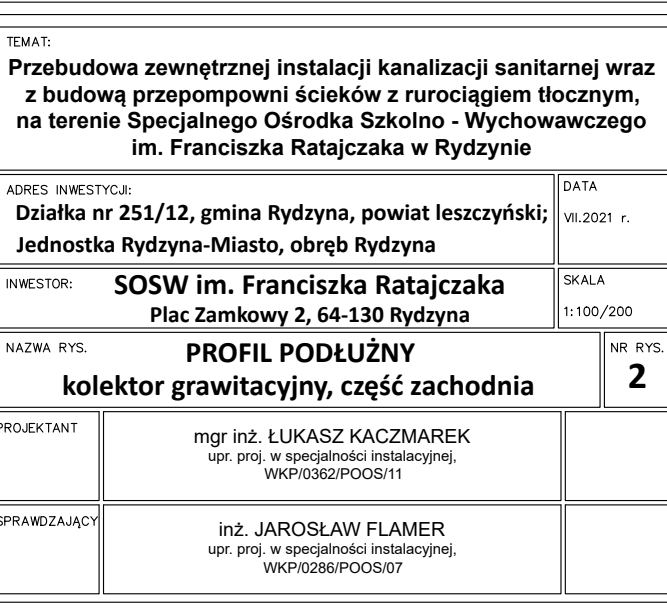 TEMAT:
Przebudowa zewnętrznej instalacji kanalizacji sanitarnej wraz
z budową przepompowni ścieków z rurociągiem tłocznym,
na terenie Specjalnego Ośrodka Szkolno - Wychowawczego
im. Franciszka Ratajczaka w Rydzynie
ADRES INWESTYCJI:
Działka nr 251/12, gmina Rydzyna, powiat leszczyński;
Jednostka Rydzyna-Miasto, obręb Rydzyna
DATA
VII.2021 r.
INWESTOR:
SOSW im. Franciszka Ratajczaka
Plac Zamkowy 2, 64-130 Rydzyna
SKALA
1:100/200
NAZWA RYS.
PROFIL PODŁUŻNY
kolektor grawitacyjny, część zachodnia
NR RYS.
2
PROJEKTANT
mgr inż. ŁUKASZ KACZMAREK
upr. proj. w specjalności instalacyjnej,
WKP/0362/POOS/11
SPRAWDZAJĄCY
inż. JAROSŁAW FLAMER
upr. proj. w specjalności instalacyjnej,
WKP/0286/POOS/07